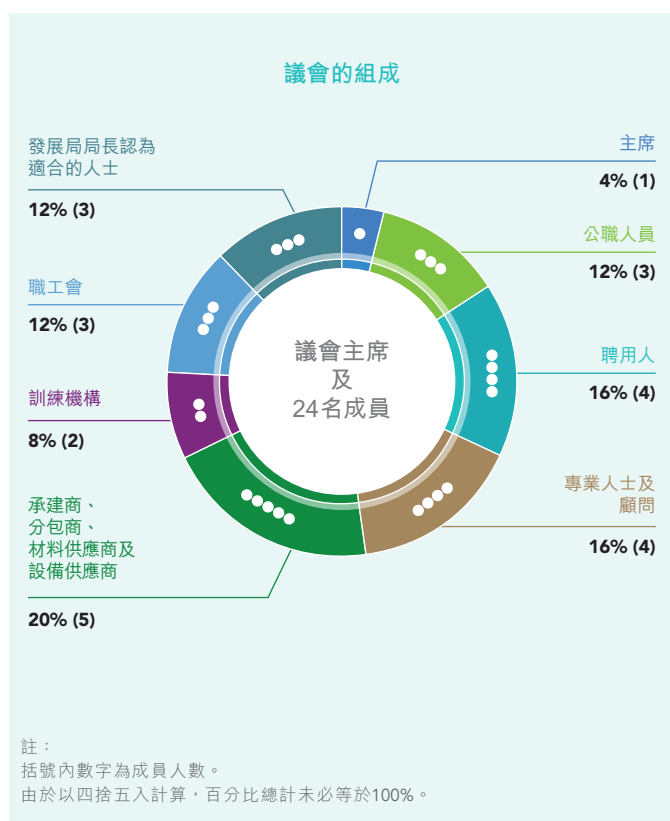 議會的組成
主席
4% (1)
公職人員
12% (3)
聘用人
16% (4)
專業人士及
顧問
16% (4)
承建商、
分包商、
材料供應商及
設備供應商
20% (5)
訓練機構
8% (2)
職工會
12% (3)
發展局局長認為
適合的人士
12% (3)
議會主席
及
24名成員
註：
括號內數字為成員人數。
由於以四捨五入計算，百分比總計未必等於100%。